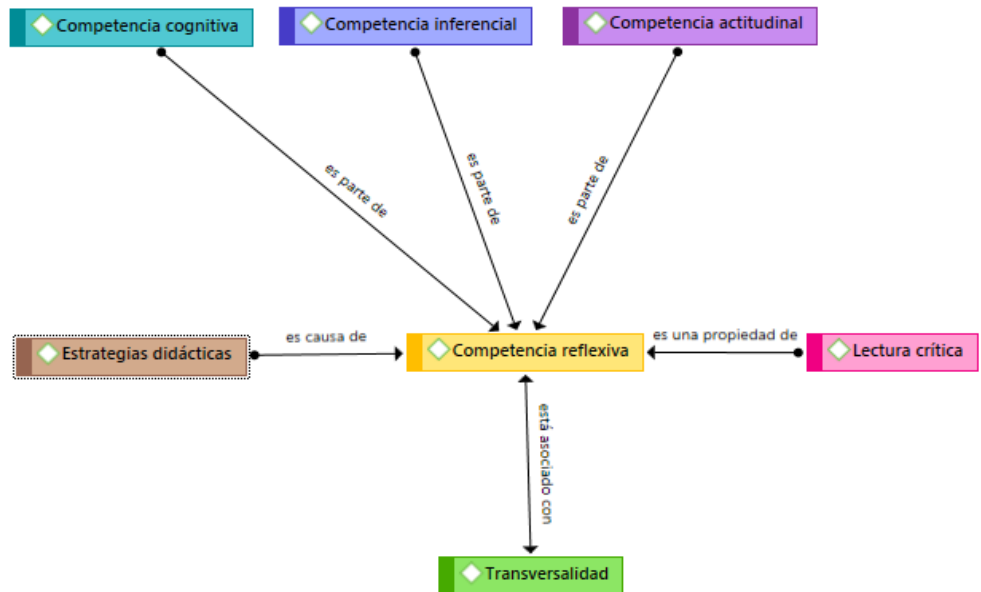 Competencia cognitiva
Competencia inferencial
Competencia actitudinal
es parte de
es parte de
es parte de
Estrategias didácticas
es causa de
Competencia reflexiva
es una propiedad de
Lectura crítica
está asociado con
Transversalidad